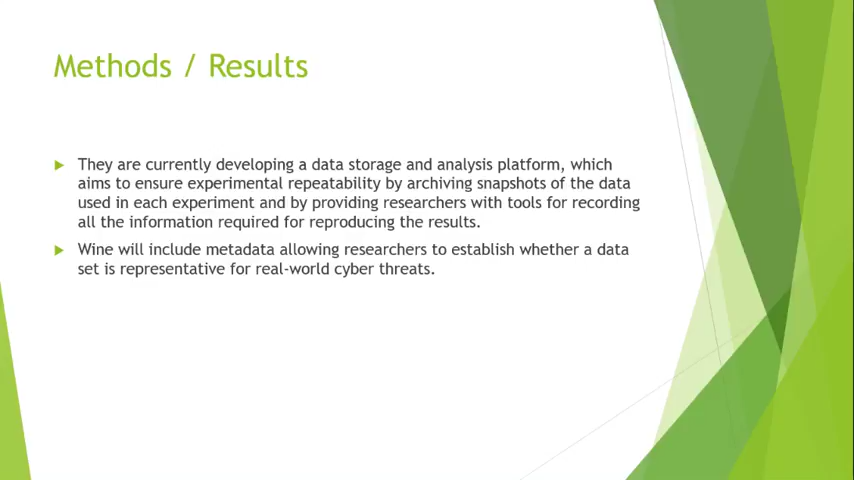 Methods / Results
They are currently developing a data storage and analysis platform, which
aims to ensure experimental repeatability by archiving snapshots of the data
used in each experiment and by providing researchers with tools for recording
all the information required for reproducing the results.
Wine will include metadata allowing researchers to establish whether a data
set is representative for real-world cyber threats.